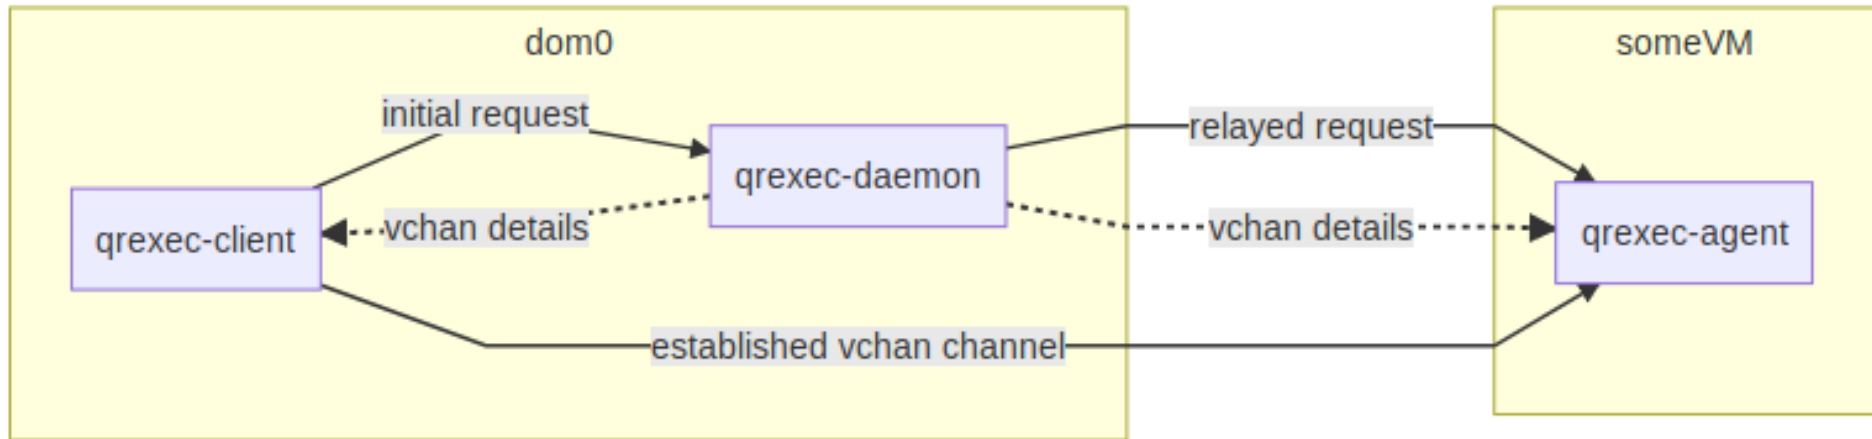 dom0
someVM
initial request
relayed request
qrexec-daemon
qrexec-client
vchan details
vchan details
qrexec-agent
established vchan channel